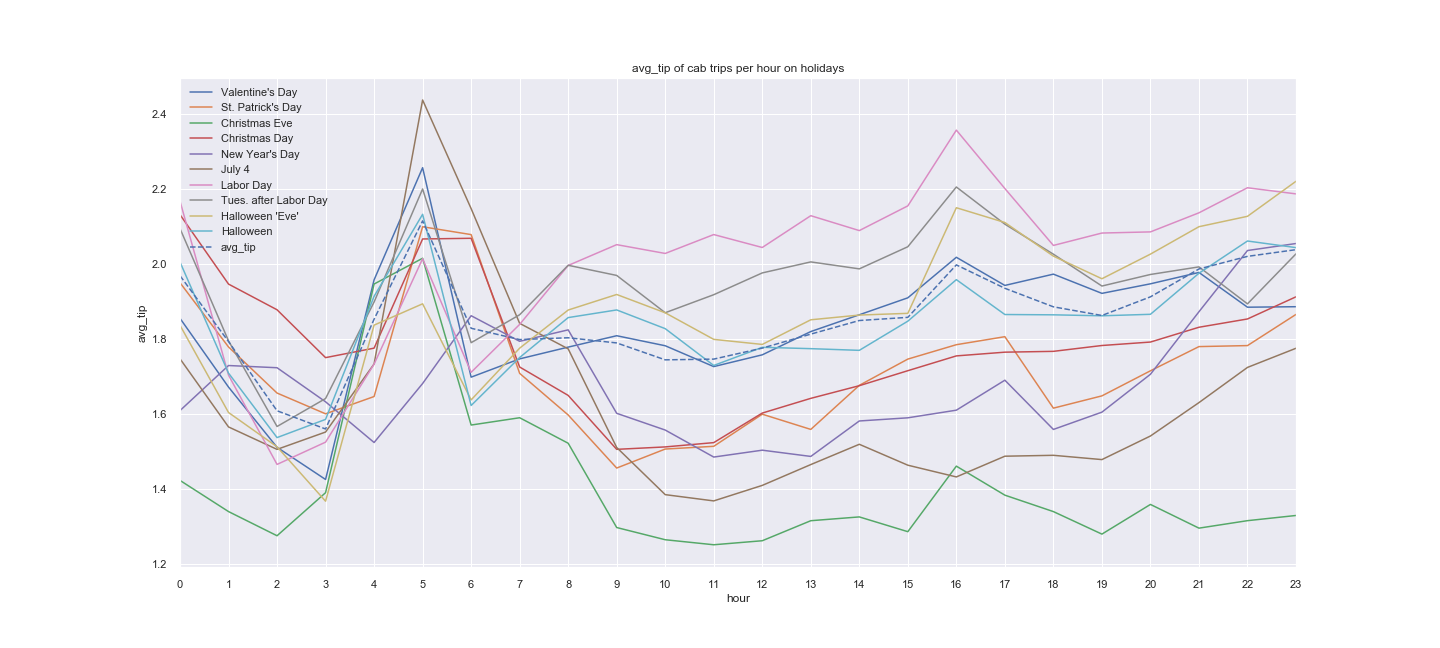 avg_tip of cab trips per hour on holidays
Valentine's Day
St. Patrick's Day
Christmas Eve
Christmas Day
New Year's Day
July 4
Labor Day
Tues. after Labor Day
Halloween 'Eve'
Halloween
avg_tip
2.4
2.2
2.0
1.8
1.6
1.4
1.2
avg_tip
0 1 2 3 4 5 6 7 8 9 10 11 12 13 14 15 16 17 18 19 20 21 22 23
hour